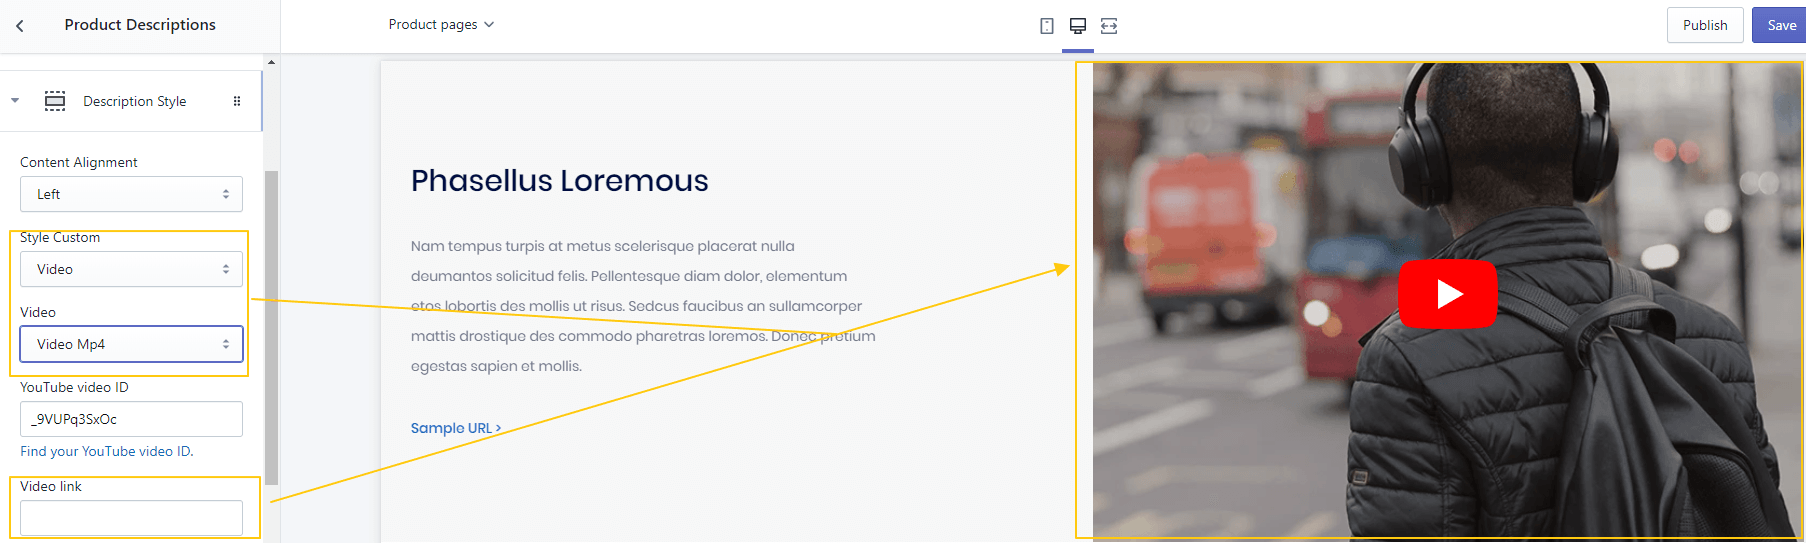 Product Descriptions
Product pages
Publish
Save
Description Style
Content Alignment
Left
Style Custom
Video
Video
Video Mp4
YouTube video ID
_9VUPq3SxOc
Find your YouTube video ID.
Video link
Phasellus Loremous
Nam tempus turpis at metus scelerisque placerat nulla
deumantos solicitud felis. Pellentesque diam dolor, elementum
etos lobortis des mollis ut risus. Sedcus faucibus an sullamcorper
mattis drostique des commodo pharetras loremos. Donec pretium
egestas sapien et mollis.
Sample URL >